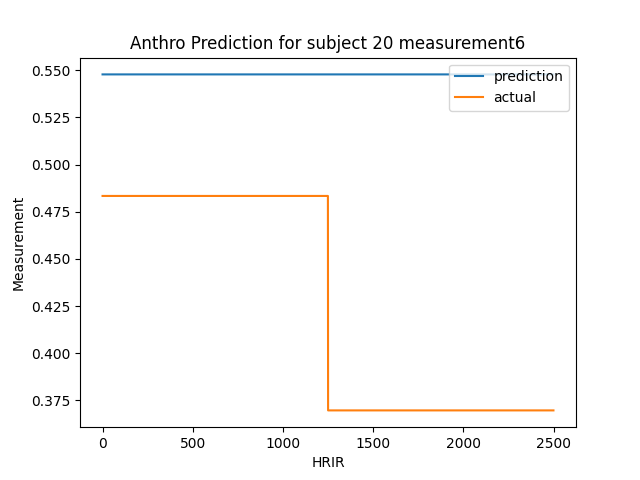 Anthro Prediction for subject 20 measurement6
0.550
0.525
0.500
0.475
0.450
0.425
0.400
0.375
Measurement
prediction
actual
0
500
1000
1500
2000
2500
HRIR